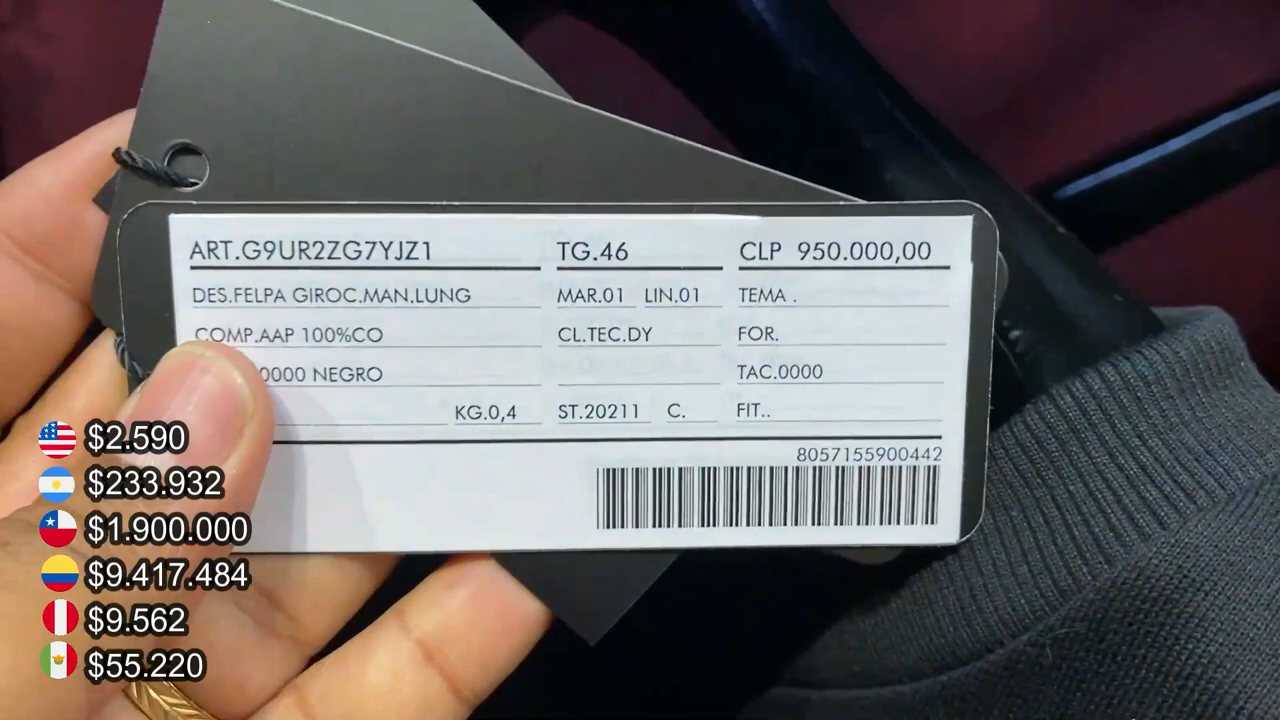 ART.G9UR2ZG7YJZ1 TG.46 CLP 950.000,00
DES.FELPA GIROC.MAN.LUNG MAR.01 LIN.01 TEMA .
COMP.AAP 100%CO CL.TEC.DY FOR.
0000 NEGRO TAC.0000
KG.0,4 ST.20211 C. FIT..
8057155900442
$2.590
$233.932
$1.900.000
$9.417.484
$9.562
$55.220